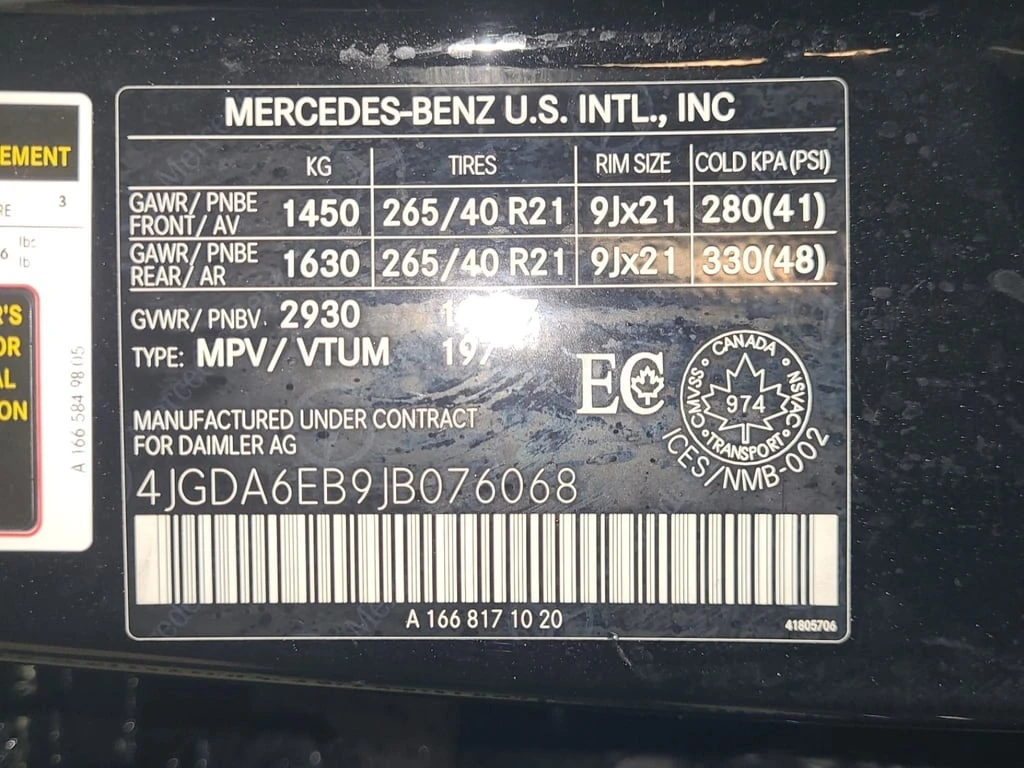 MERCEDES-BENZ U.S. INTL., INC
KG TIRES RIM SIZE COLD KPA (PSI)
GAWR/ PNBE FRONT/ AV 1450 265/40 R21 9Jx21 280(41)
GAWR/ PNBE REAR/ AR 1630 265/40 R21 9Jx21 330(48)
GVWR/ PNBV. 2930
TYPE: MPV/ VTUM 197
MANUFACTURED UNDER CONTRACT
FOR DAIMLER AG
4JGDA6EB9JB076068
A 166 817 10 20
41805706
EC
CANADA
974
CMVSS NSVAC
TRANSPORT
ICES/NMB-002
EMENT
RE 3
6 lbs
lb
R'S
OR
AL
ON
A 166 584 98 05